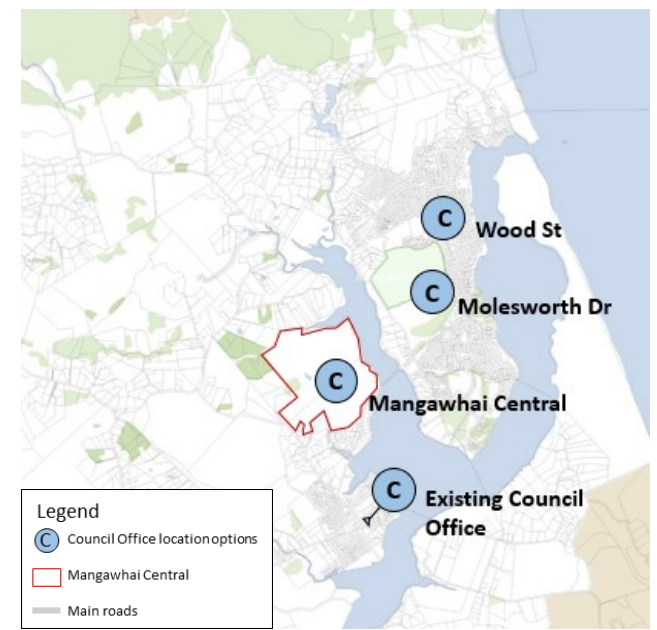 C
Wood St
C
Molesworth Dr
C
Mangawhai Central
C
Existing Council
Office
Legend
C Council Office location options
Mangawhai Central
Main roads